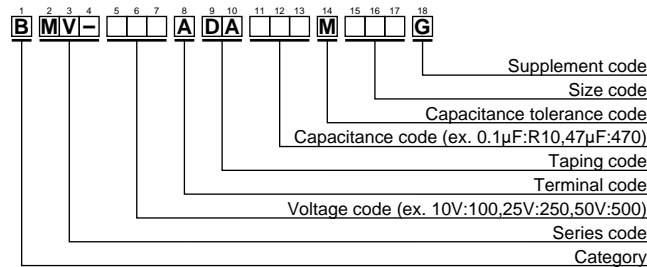 1 2 3 4 5 6 7 8 9 10 11 12 13 14 15 16 17 18
B M V – A D A M G
Supplement code
Size code
Capacitance tolerance code
Capacitance code (ex. 0.1µF:R10,47µF:470)
Taping code
Terminal code
Voltage code (ex. 10V:100,25V:250,50V:500)
Series code
Category